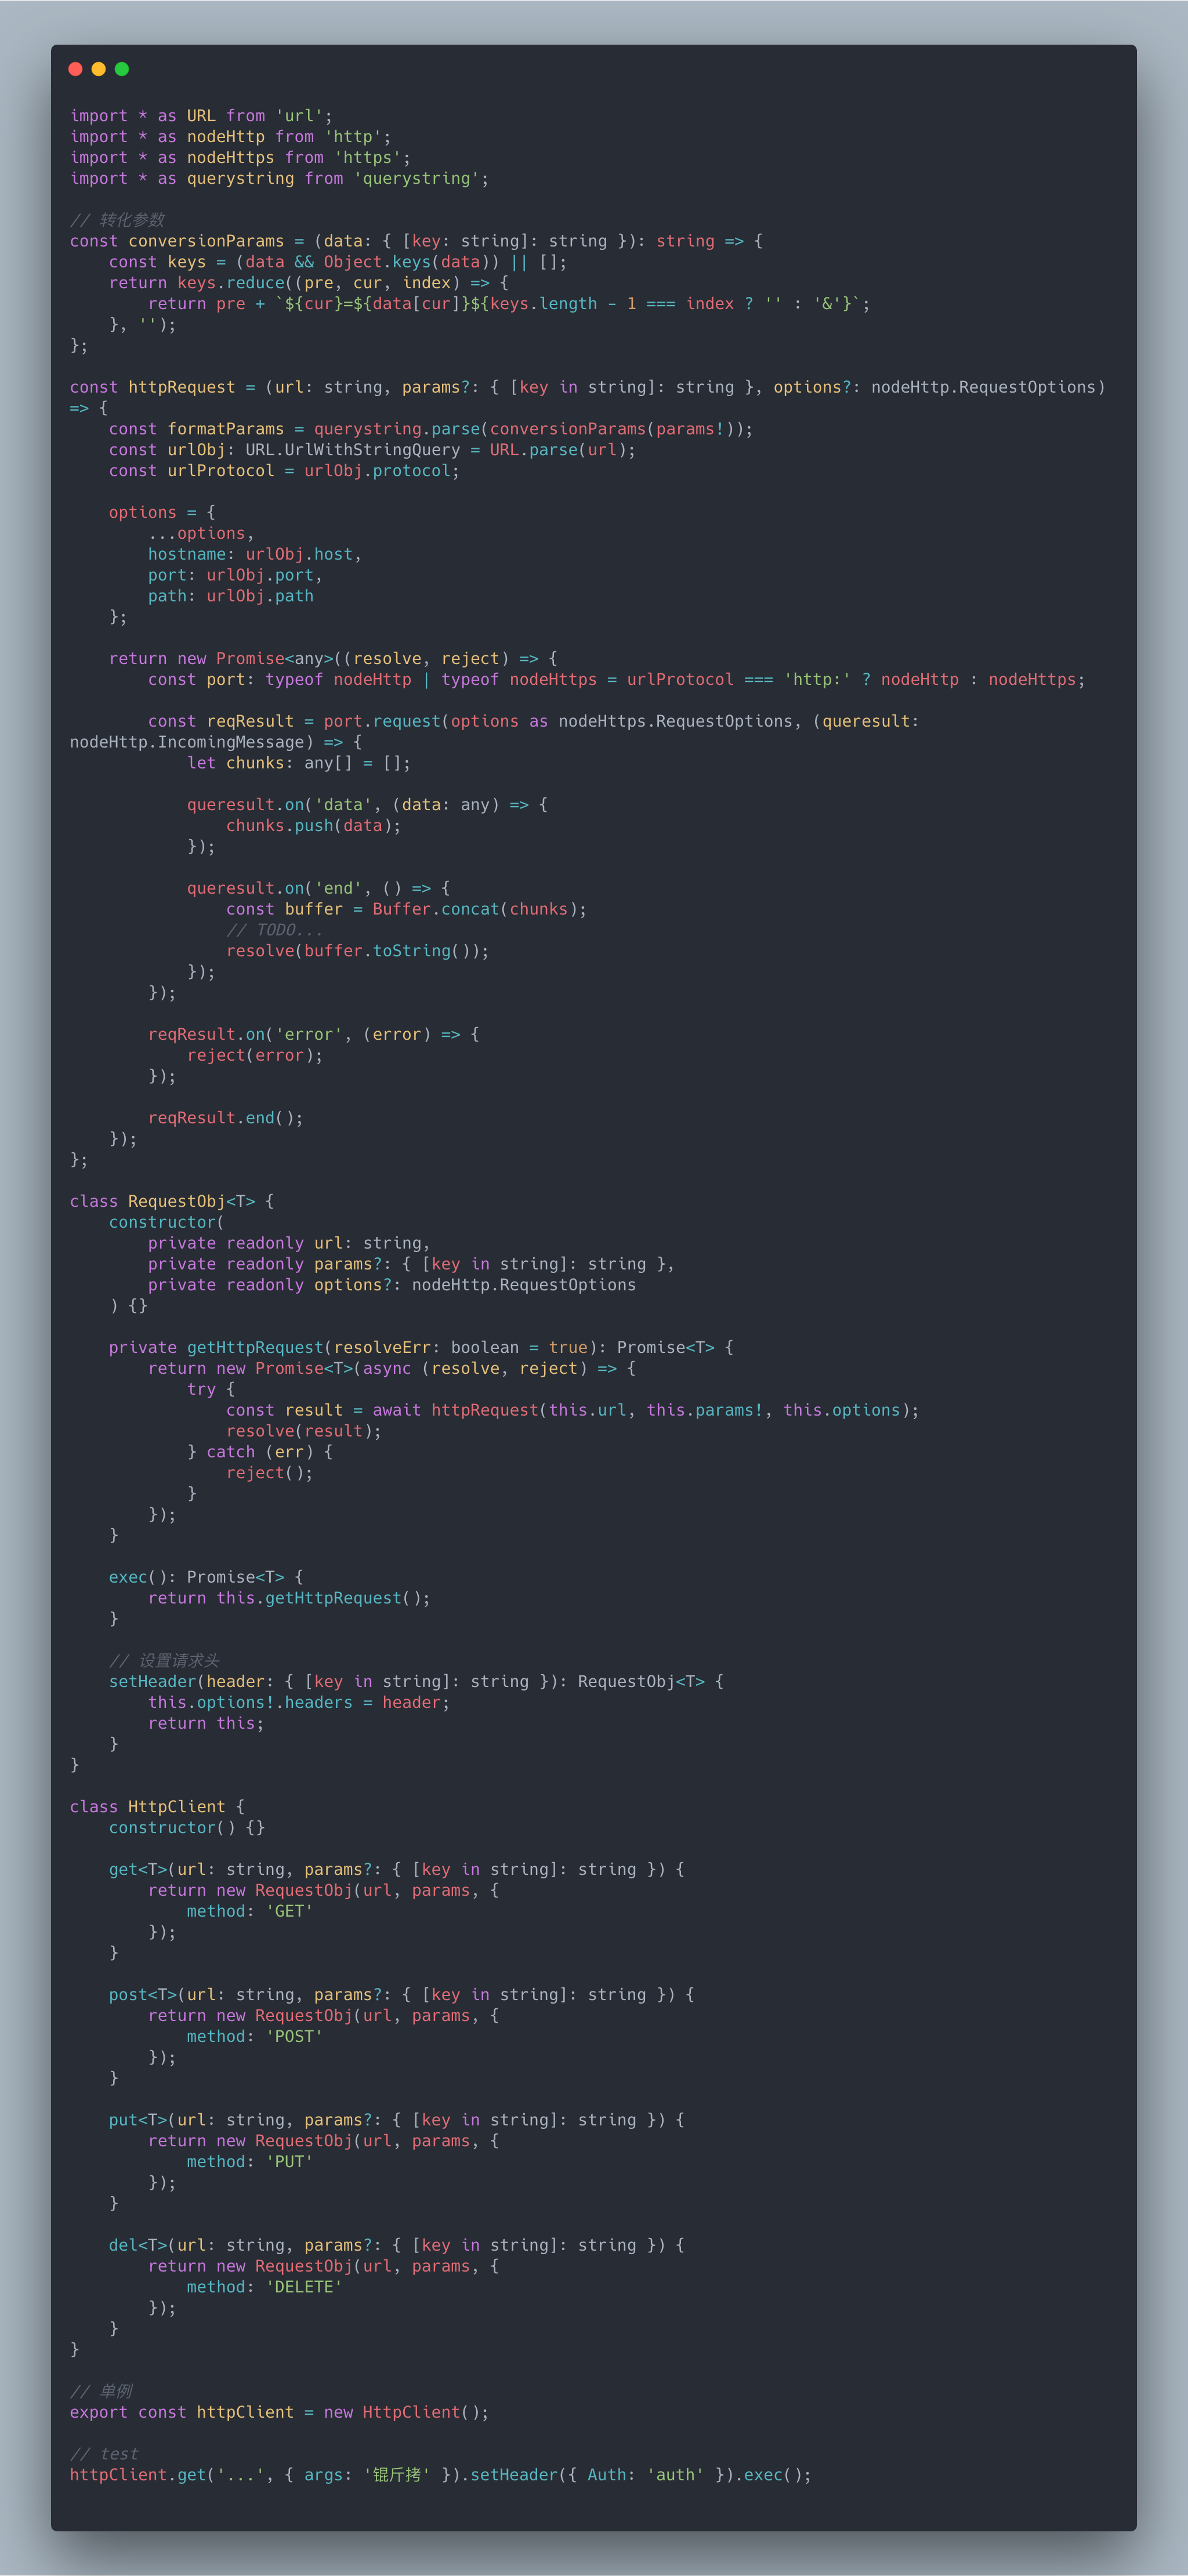 import * as URL from 'url';
import * as nodeHttp from 'http';
import * as nodeHttps from 'https';
import * as querystring from 'querystring';

// 转化参数
const conversionParams = (data: { [key: string]: string }): string => {
    const keys = (data && Object.keys(data)) || [];
    return keys.reduce((pre, cur, index) => {
        return pre + `${cur}=${data[cur]}${keys.length - 1 === index ? '' : '&'}`;
    }, '');
};

const httpRequest = (url: string, params?: { [key in string]: string }, options?: nodeHttp.RequestOptions)
=> {
    const formatParams = querystring.parse(conversionParams(params!));
    const urlObj: URL.UrlWithStringQuery = URL.parse(url);
    const urlProtocol = urlObj.protocol;

    options = {
        ...options,
        hostname: urlObj.host,
        port: urlObj.port,
        path: urlObj.path
    };

    return new Promise<any>((resolve, reject) => {
        const port: typeof nodeHttp | typeof nodeHttps = urlProtocol === 'http:' ? nodeHttp : nodeHttps;

        const reqResult = port.request(options as nodeHttps.RequestOptions, (queresult:
nodeHttp.IncomingMessage) => {
            let chunks: any[] = [];

            queresult.on('data', (data: any) => {
                chunks.push(data);
            });

            queresult.on('end', () => {
                const buffer = Buffer.concat(chunks);
                // TODO...
                resolve(buffer.toString());
            });
        });

        reqResult.on('error', (error) => {
            reject(error);
        });

        reqResult.end();
    });
};

class RequestObj<T> {
    constructor(
        private readonly url: string,
        private readonly params?: { [key in string]: string },
        private readonly options?: nodeHttp.RequestOptions
    ) {}

    private getHttpRequest(resolveErr: boolean = true): Promise<T> {
        return new Promise<T>(async (resolve, reject) => {
            try {
                const result = await httpRequest(this.url, this.params!, this.options);
                resolve(result);
            } catch (err) {
                reject();
            }
        });
    }

    exec(): Promise<T> {
        return this.getHttpRequest();
    }

    // 设置请求头
    setHeader(header: { [key in string]: string }): RequestObj<T> {
        this.options!.headers = header;
        return this;
    }
}

class HttpClient {
    constructor() {}

    get<T>(url: string, params?: { [key in string]: string }) {
        return new RequestObj(url, params, {
            method: 'GET'
        });
    }

    post<T>(url: string, params?: { [key in string]: string }) {
        return new RequestObj(url, params, {
            method: 'POST'
        });
    }

    put<T>(url: string, params?: { [key in string]: string }) {
        return new RequestObj(url, params, {
            method: 'PUT'
        });
    }

    del<T>(url: string, params?: { [key in string]: string }) {
        return new RequestObj(url, params, {
            method: 'DELETE'
        });
    }
}

// 单例
export const httpClient = new HttpClient();

// test
httpClient.get('...', { args: '锟斤拷' }).setHeader({ Auth: 'auth' }).exec();